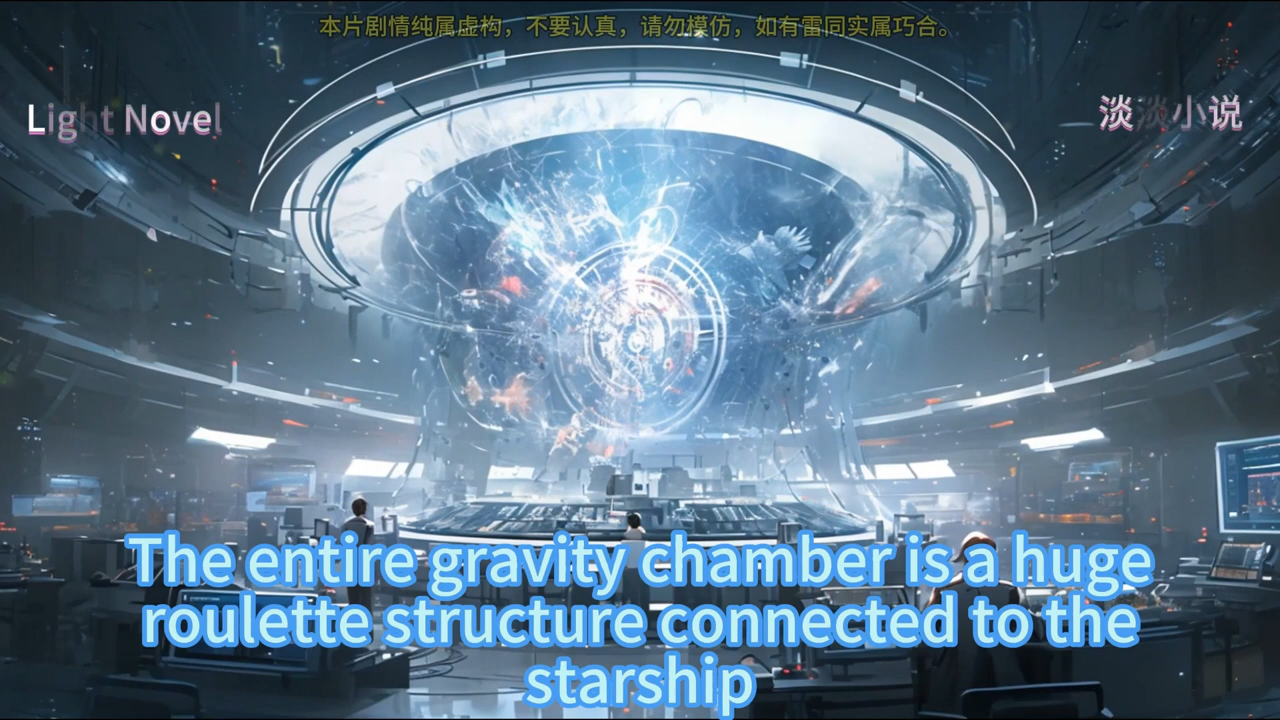 本片剧情纯属虚构，不要认真，请勿模仿，如有雷同实属巧合。
Light Novel
淡淡小说
The entire gravity chamber is a huge
roulette structure connected to the
starship